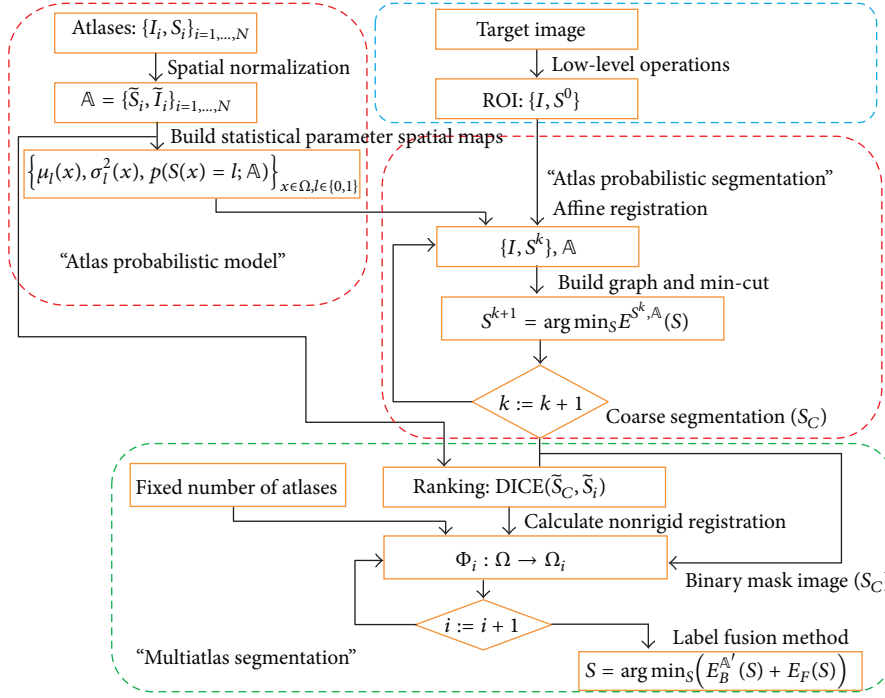 Atlases: {I_i, S_i}_{i=1,...,N}
Spatial normalization
𝔸 = {S̃_i, Ĩ_i}_{i=1,...,N}
Build statistical parameter spatial maps
{μ_l(x), σ_l^2(x), p(S(x) = l; 𝔸)}_{x∈Ω,l∈{0,1}}
“Atlas probabilistic model”
Target image
Low-level operations
ROI: {I, S^0}
“Atlas probabilistic segmentation”
Affine registration
{I, S^k}, 𝔸
Build graph and min-cut
S^{k+1} = arg min_S E^{S^k,𝔸}(S)
k := k + 1
Coarse segmentation (S_C)
Fixed number of atlases
Ranking: DICE(S̃_C, S̃_i)
Calculate nonrigid registration
Φ_i : Ω → Ω_i
Binary mask image (S_C)
i := i + 1
Label fusion method
“Multiatlas segmentation”
S = arg min_S(E_B^{𝔸′}(S) + E_F(S))